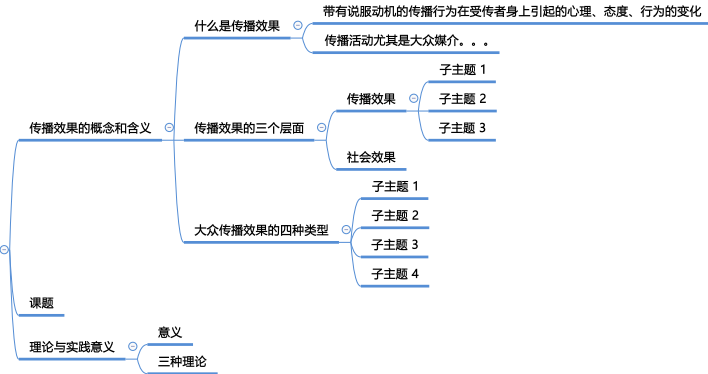 什么是传播效果
带有说服动机的传播行为在受传者身上引起的心理、态度、行为的变化
传播活动尤其是大众媒介。。。
传播效果的概念和含义
传播效果的三个层面
传播效果
子主题 1
子主题 2
子主题 3
社会效果
大众传播效果的四种类型
子主题 1
子主题 2
子主题 3
子主题 4
课题
理论与实践意义
意义
三种理论